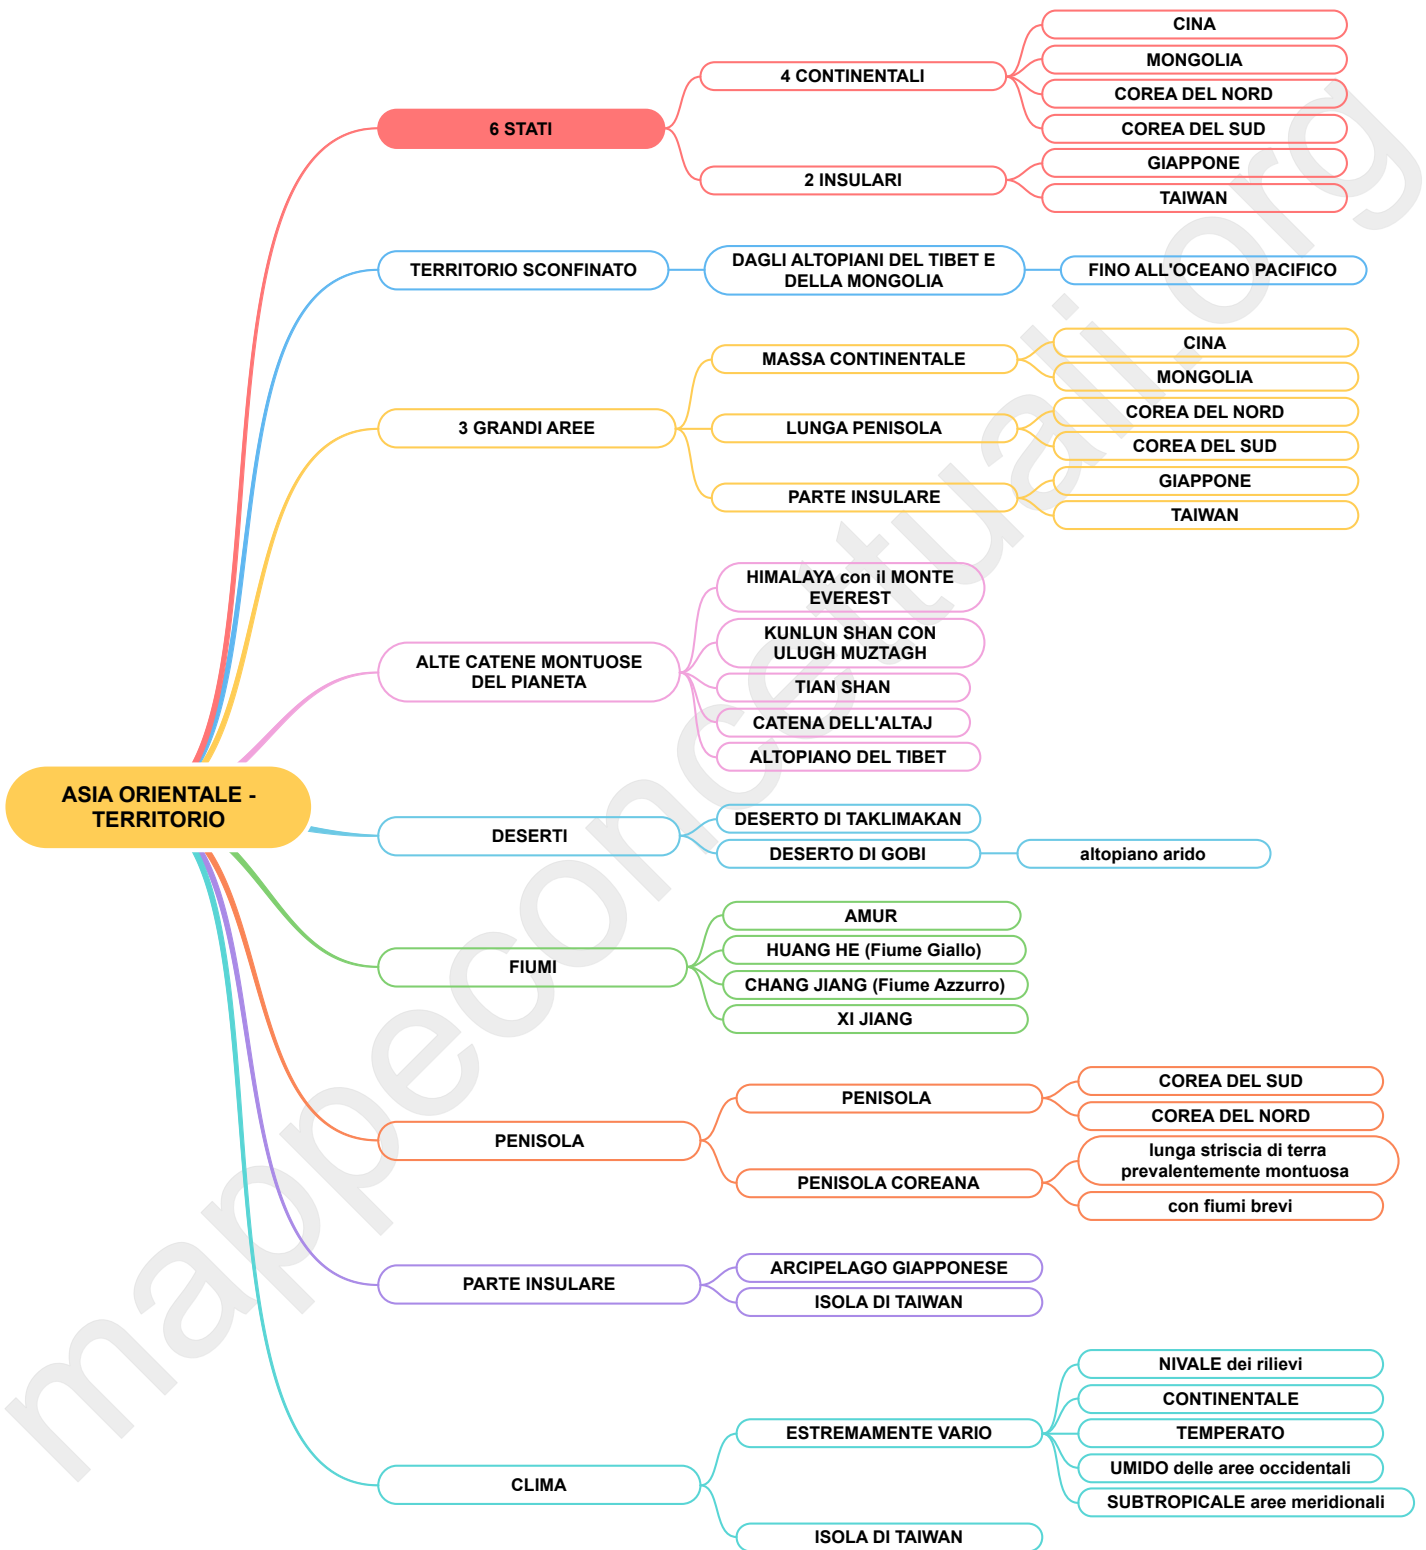 CINA
4 CONTINENTALI
MONGOLIA
COREA DEL NORD
6 STATI
COREA DEL SUD
2 INSULARI
GIAPPONE
TAIWAN
TERRITORIO SCONFINATO
DAGLI ALTOPIANI DEL TIBET E
DELLA MONGOLIA
FINO ALL'OCEANO PACIFICO
3 GRANDI AREE
MASSA CONTINENTALE
CINA
MONGOLIA
LUNGA PENISOLA
COREA DEL NORD
COREA DEL SUD
PARTE INSULARE
GIAPPONE
TAIWAN
ALTE CATENE MONTUOSE
DEL PIANETA
HIMALAYA con il MONTE
EVEREST
KUNLUN SHAN CON
ULUGH MUZTAGH
TIAN SHAN
CATENA DELL'ALTAJ
ALTOPIANO DEL TIBET
ASIA ORIENTALE -
TERRITORIO
DESERTI
DESERTO DI TAKLIMAKAN
DESERTO DI GOBI
altopiano arido
FIUMI
AMUR
HUANG HE (Fiume Giallo)
CHANG JIANG (Fiume Azzurro)
XI JIANG
PENISOLA
PENISOLA
COREA DEL SUD
COREA DEL NORD
PENISOLA COREANA
lunga striscia di terra
prevalentemente montuosa
con fiumi brevi
PARTE INSULARE
ARCIPELAGO GIAPPONESE
ISOLA DI TAIWAN
CLIMA
ESTREMAMENTE VARIO
NIVALE dei rilievi
CONTINENTALE
TEMPERATO
UMIDO delle aree occidentali
SUBTROPICALE aree meridionali
ISOLA DI TAIWAN
mappeconcettuali.org